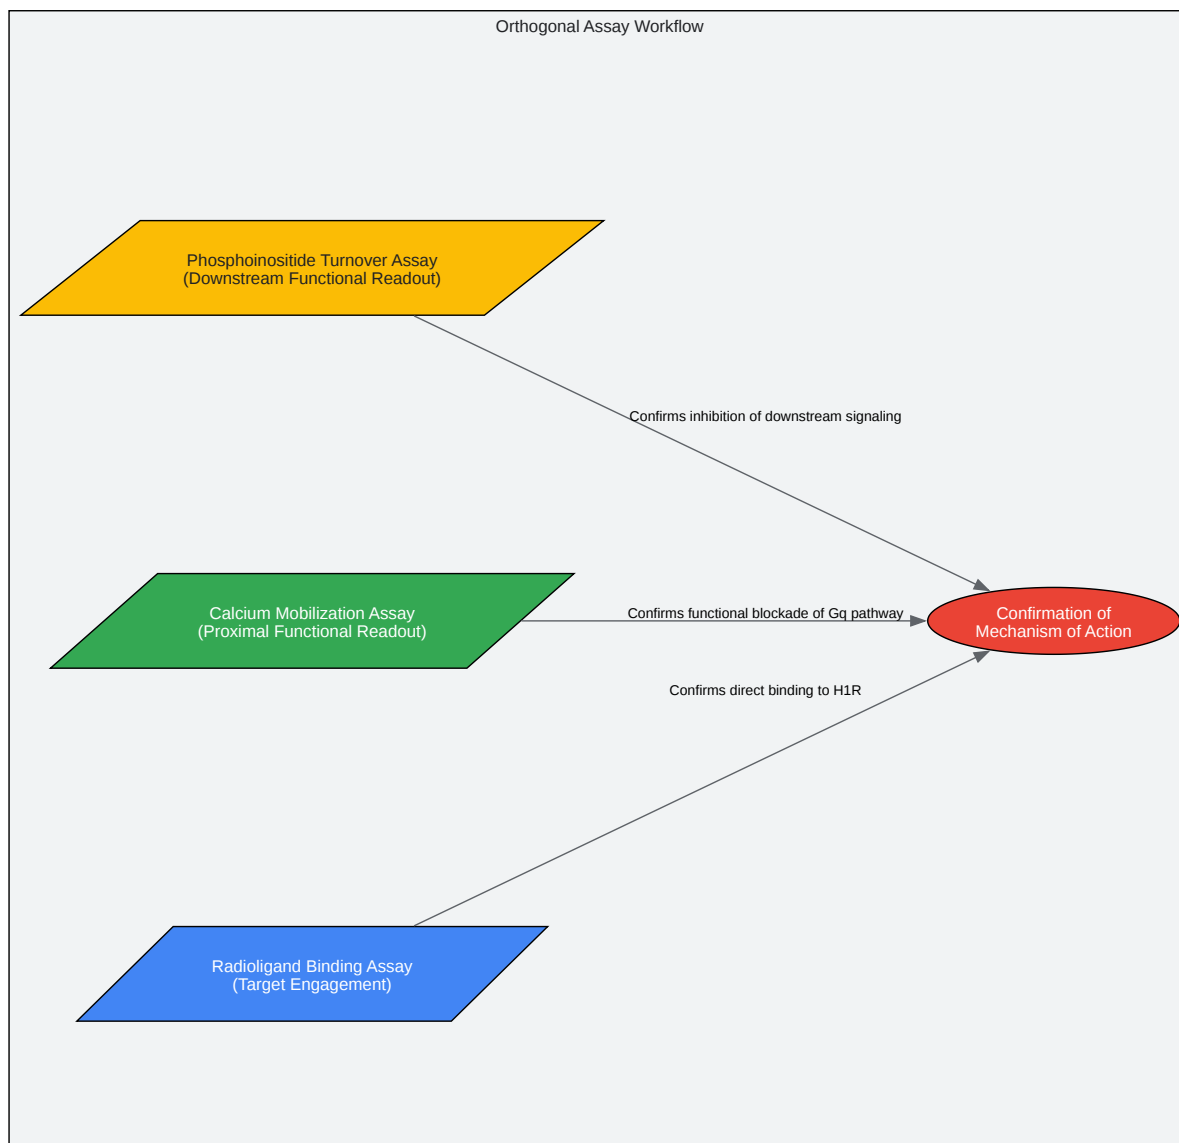 Orthogonal Assay Workflow
Phosphoinositide Turnover Assay
(Downstream Functional Readout)
Confirms inhibition of downstream signaling
Calcium Mobilization Assay
(Proximal Functional Readout)
Confirms functional blockade of Gq pathway
Confirmation of
Mechanism of Action
Confirms direct binding to H1R
Radioligand Binding Assay
(Target Engagement)